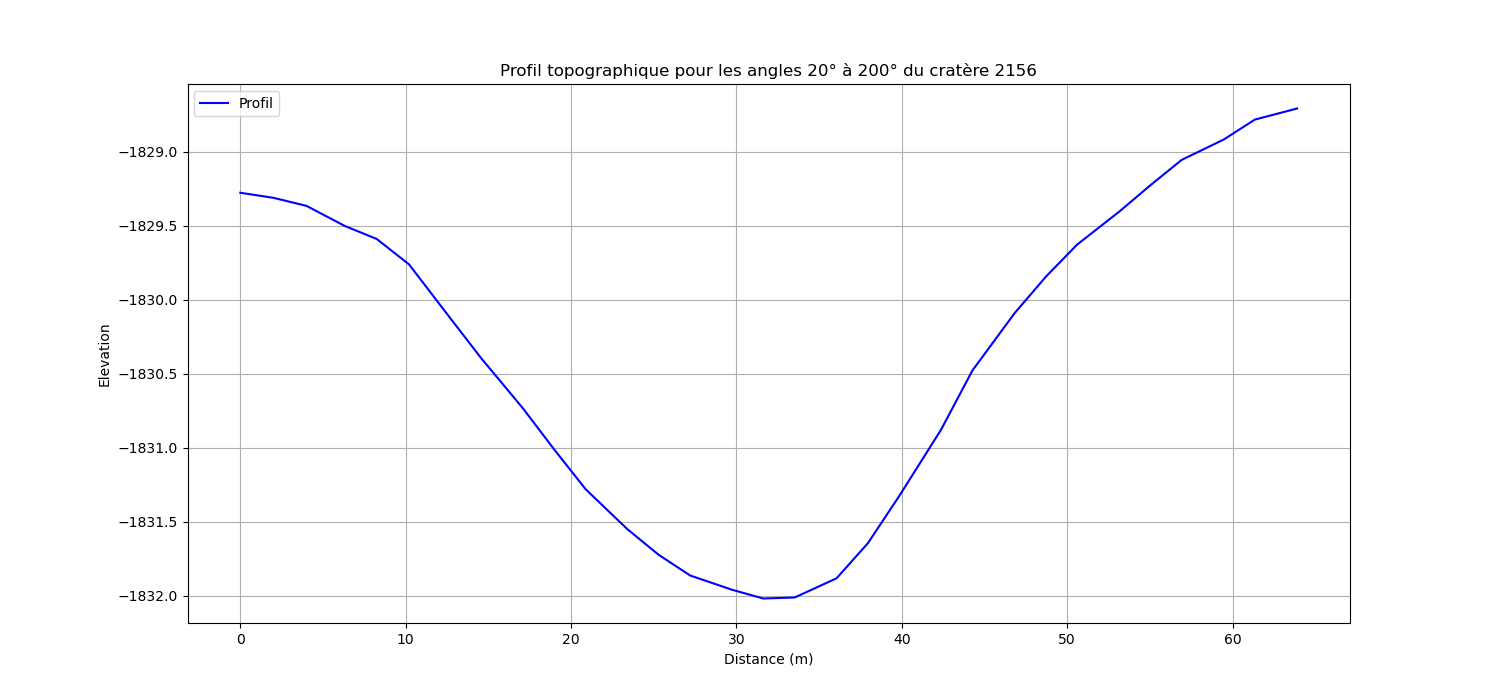 Profil topographique pour les angles 20° à 200° du cratère 2156
Profil
−1829.0
−1829.5
−1830.0
−1830.5
−1831.0
−1831.5
−1832.0
Elevation
0 10 20 30 40 50 60
Distance (m)